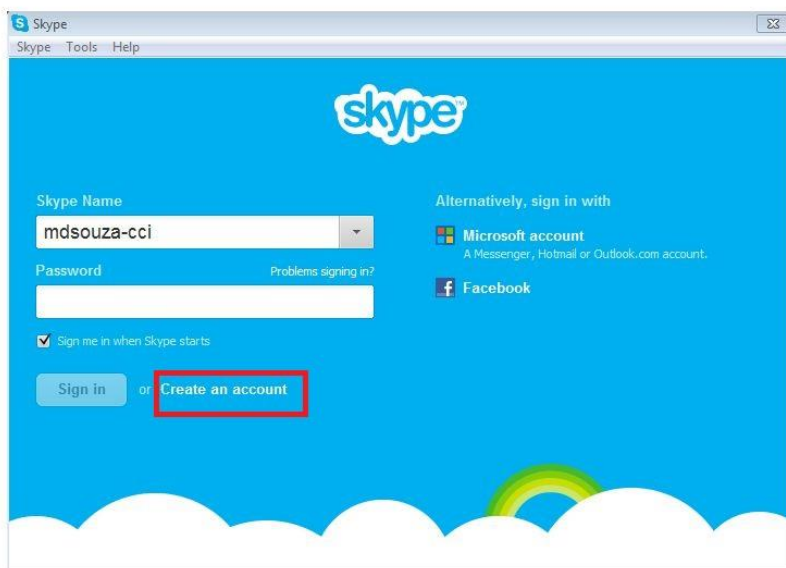 Skype
Skype Tools Help
skype™
Skype Name
mdsouza-cci
Password Problems signing in?
Sign me in when Skype starts
Sign in or Create an account
Alternatively, sign in with
Microsoft account
A Messenger, Hotmail or Outlook.com account.
Facebook